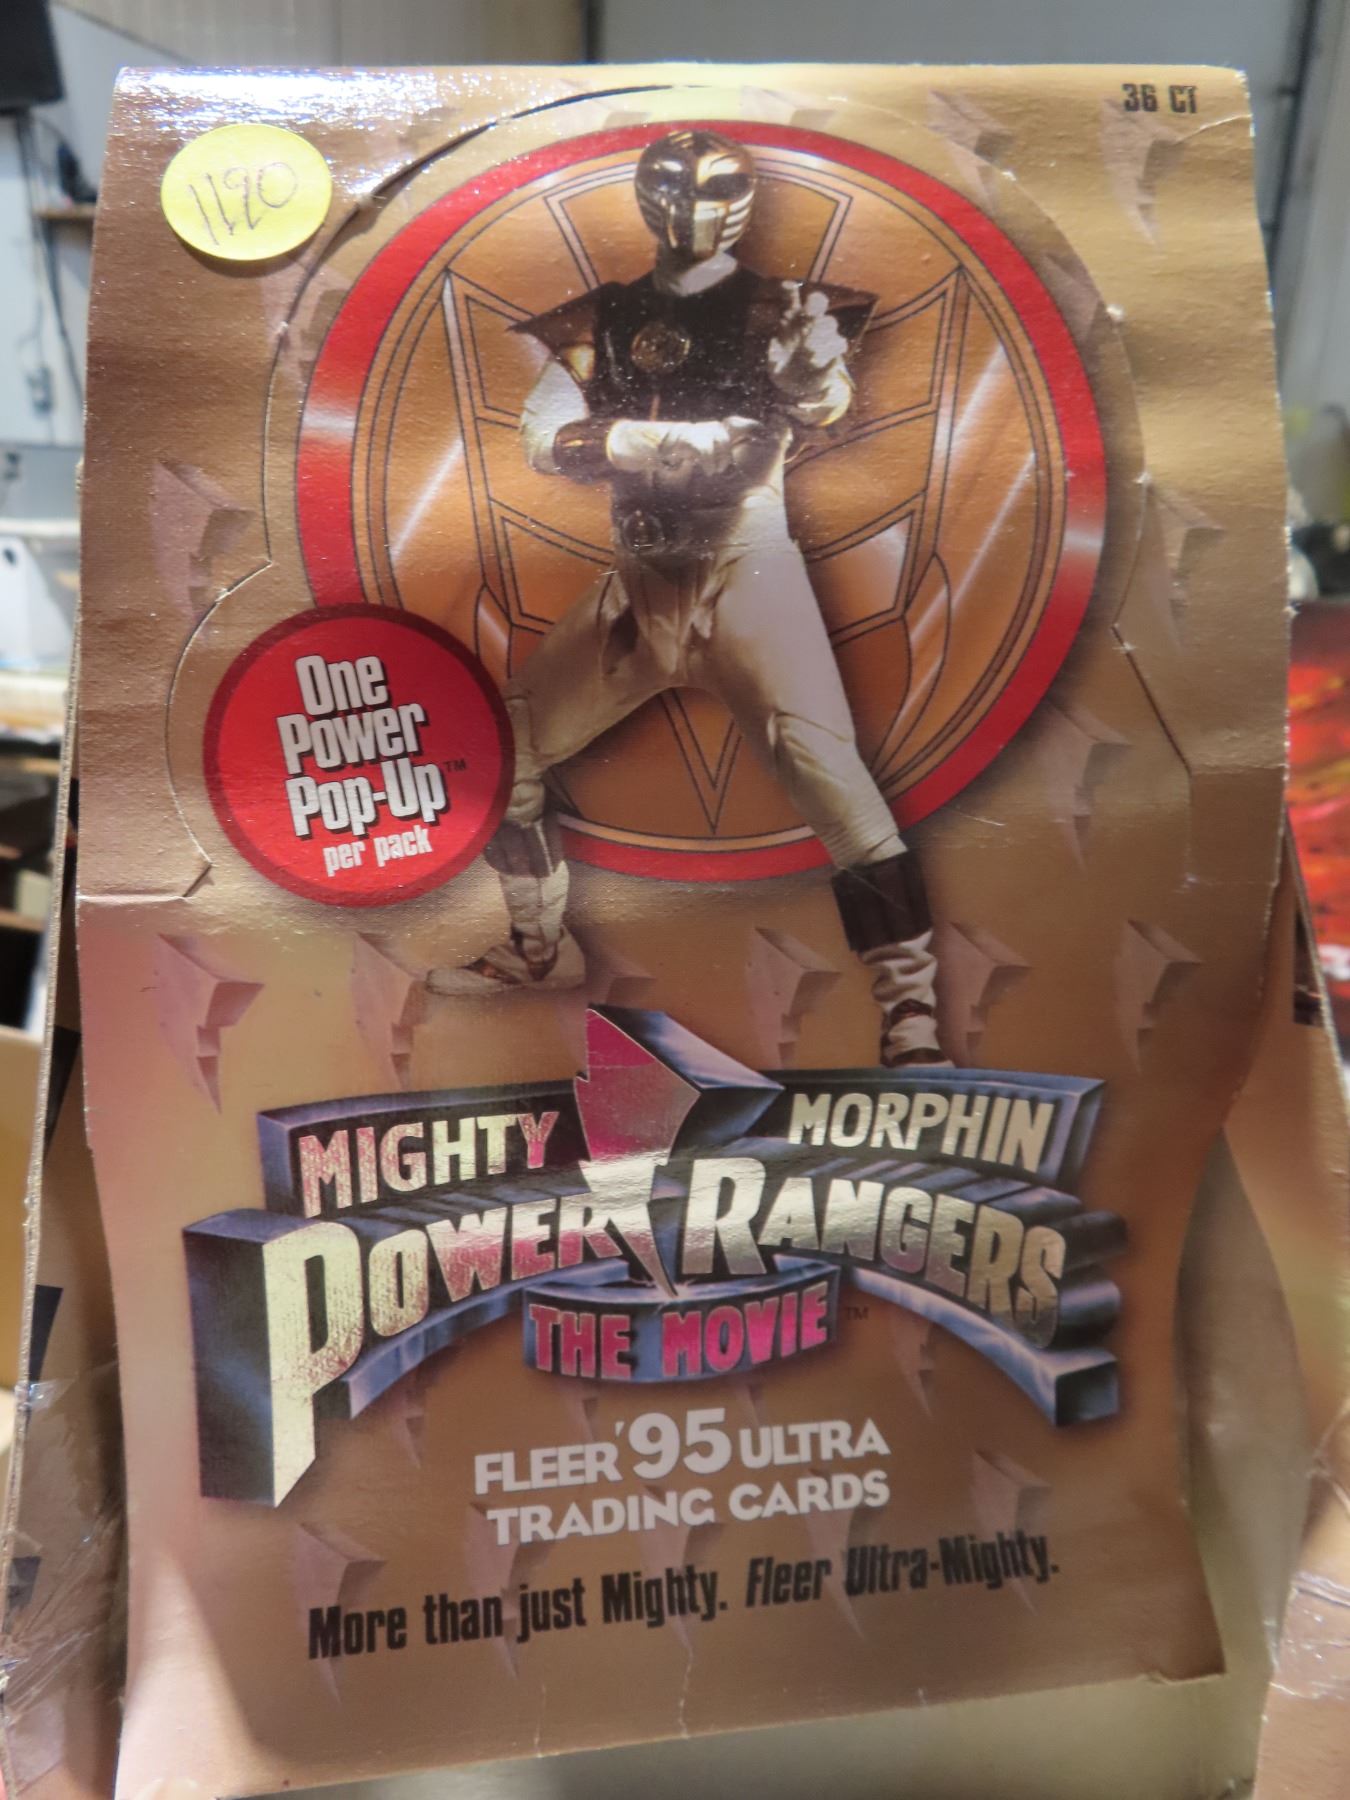 36 CT
1190
One
Power
Pop-Up™
per pack
MIGHTY MORPHIN
POWER RANGERS
THE MOVIE™
FLEER '95 ULTRA
TRADING CARDS
More than just Mighty. Fleer Ultra-Mighty.